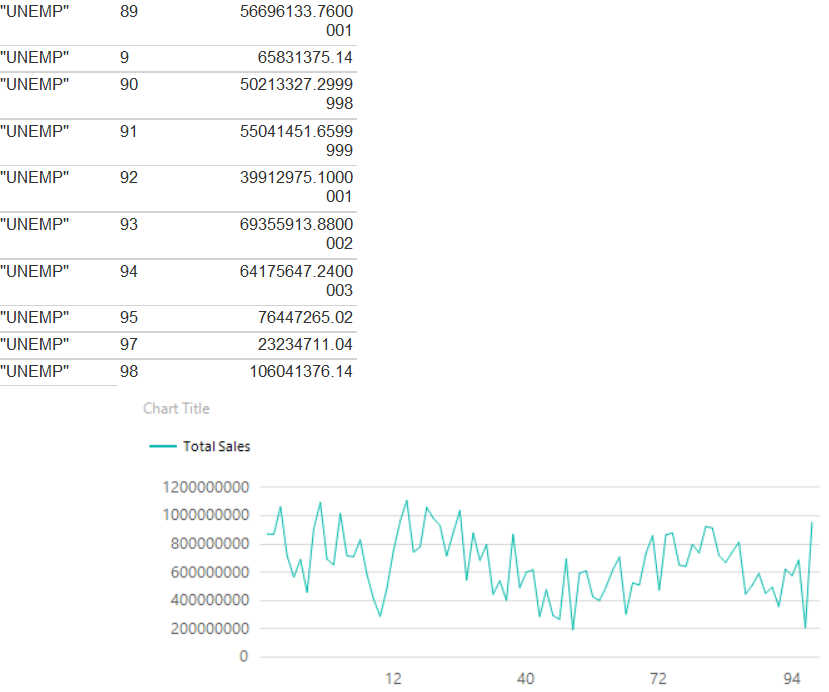 "UNEMP" 89 56696133.7600
001
"UNEMP" 9 65831375.14
"UNEMP" 90 50213327.2999
998
"UNEMP" 91 55041451.6599
999
"UNEMP" 92 39912975.1000
001
"UNEMP" 93 69355913.8800
002
"UNEMP" 94 64175647.2400
003
"UNEMP" 95 76447265.02
"UNEMP" 97 23234711.04
"UNEMP" 98 106041376.14
Chart Title
Total Sales
1200000000
1000000000
800000000
600000000
400000000
200000000
0
12 40 72 94